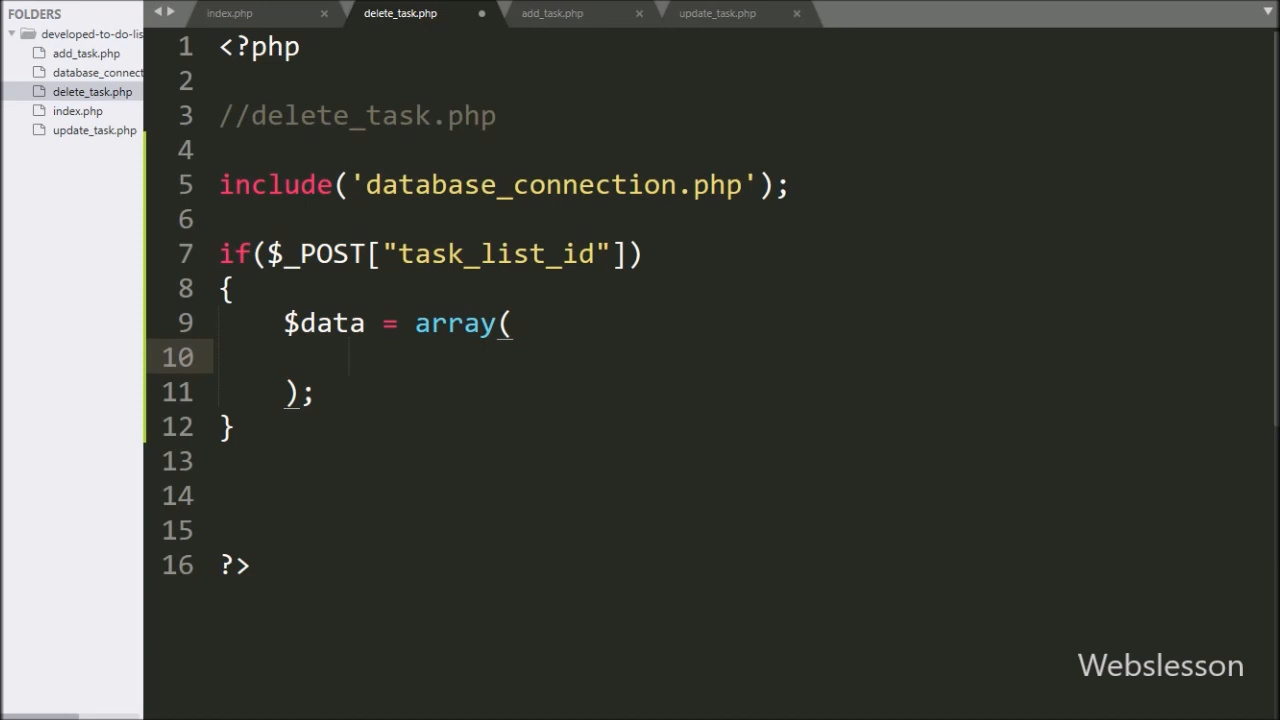 FOLDERS
developed-to-do-lis
add_task.php
database_connect
delete_task.php
index.php
update_task.php
index.php × delete_task.php add_task.php × update_task.php ×
1 <?php
2
3 //delete_task.php
4
5 include('database_connection.php');
6
7 if($_POST["task_list_id"])
8 {
9 $data = array(
10
11 );
12 }
13
14
15
16 ?>
Webslesson